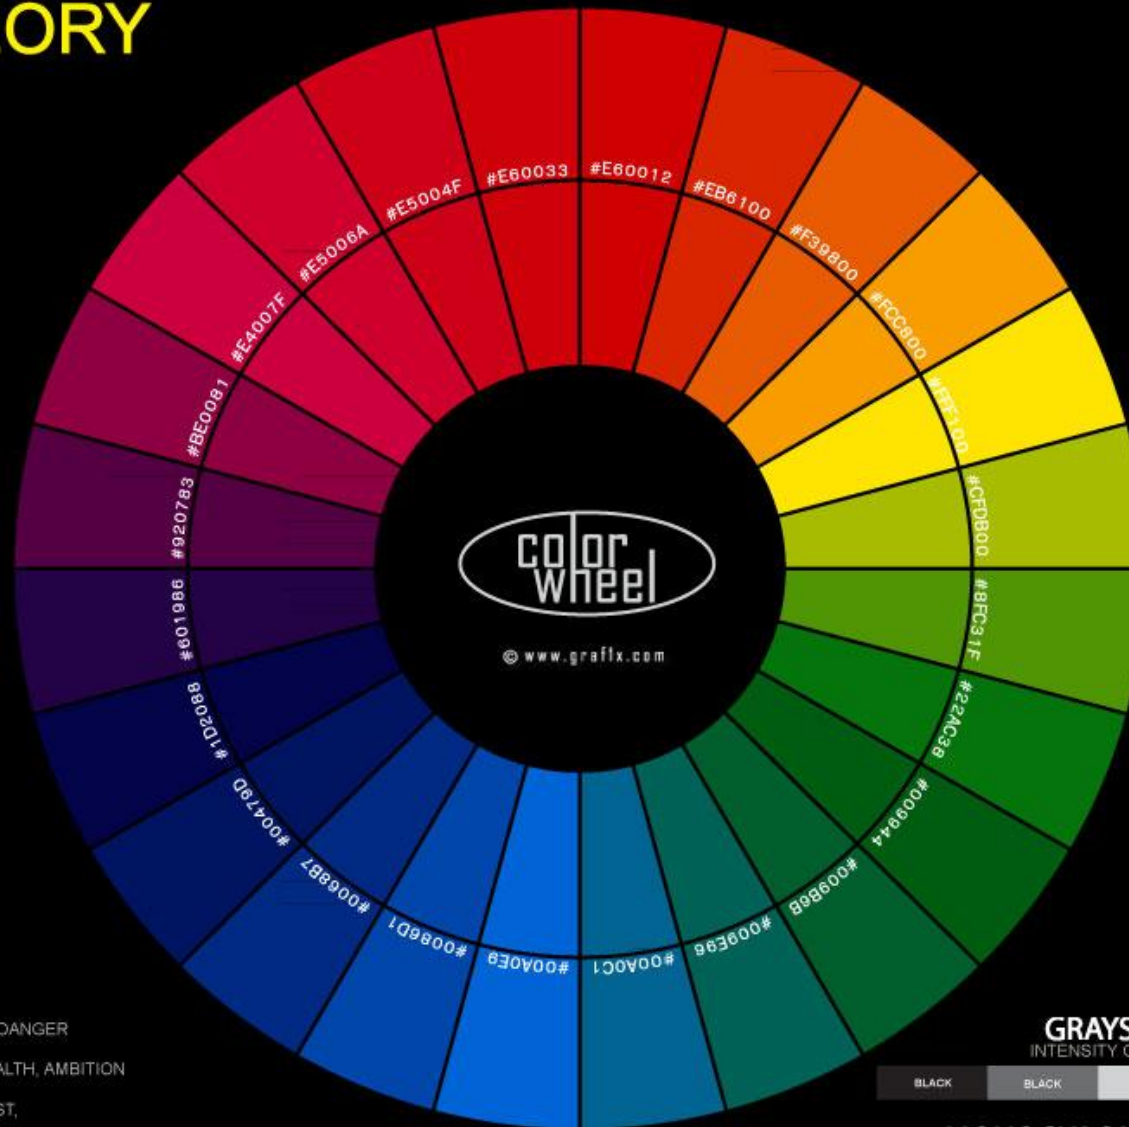 ORY
#E60033
#E60012
#E5004F
#EB6100
#E5006A
#F39800
#E4007F
#FCC800
#BE0081
#FFF100
#920783
#CFDB00
#601986
#8FC31F
#1D2088
#22AC38
#00479D
#009944
#0068B7
#009B6B
#0086D1
#009E96
#00A0E9
#00A0C1
color
wheel
© www.graf1x.com
DANGER
ALTH, AMBITION
ST,
GRAYS
INTENSITY
BLACK
BLACK